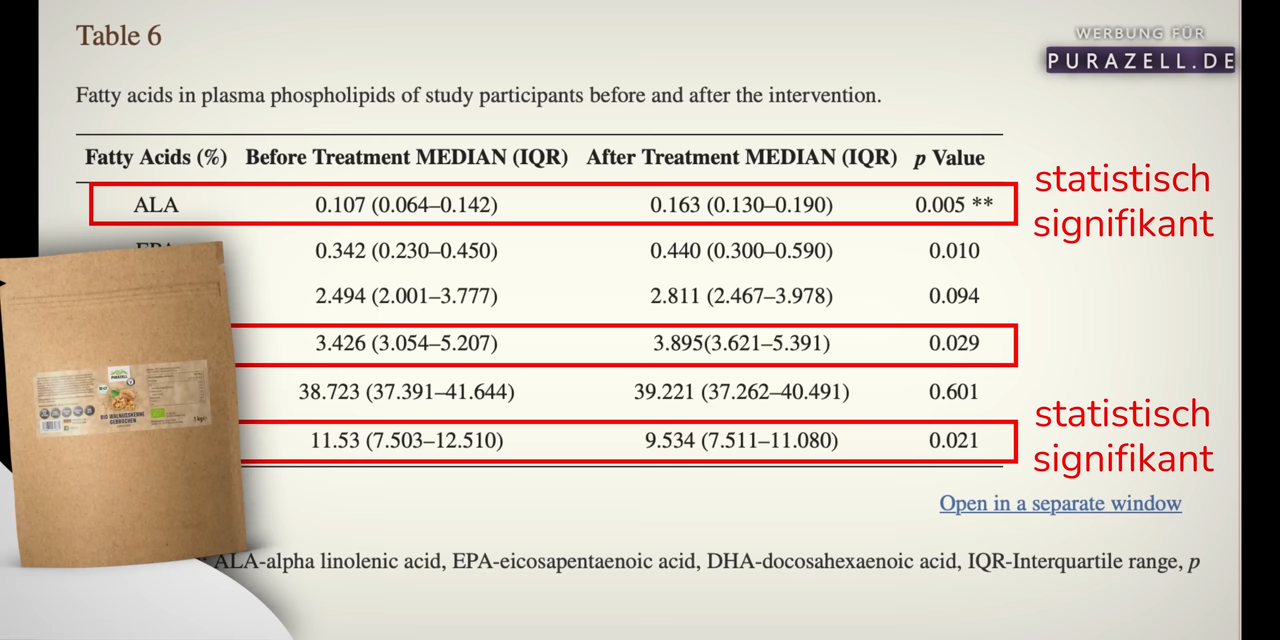 Table 6
WERBUNG FÜR
PURAZELL.DE
Fatty acids in plasma phospholipids of study participants before and after the intervention.
Fatty Acids (%) Before Treatment MEDIAN (IQR) After Treatment MEDIAN (IQR) p Value
ALA 0.107 (0.064–0.142) 0.163 (0.130–0.190) 0.005 **
statistisch
signifikant
EPA 0.342 (0.230–0.450) 0.440 (0.300–0.590) 0.010
2.494 (2.001–3.777) 2.811 (2.467–3.978) 0.094
3.426 (3.054–5.207) 3.895(3.621–5.391) 0.029
38.723 (37.391–41.644) 39.221 (37.262–40.491) 0.601
11.53 (7.503–12.510) 9.534 (7.511–11.080) 0.021
statistisch
signifikant
PURAZELL
BIO WALNUSSKERNE
GEBROCHEN
1 kg
Open in a separate window
ALA-alpha linolenic acid, EPA-eicosapentaenoic acid, DHA-docosahexaenoic acid, IQR-Interquartile range, p